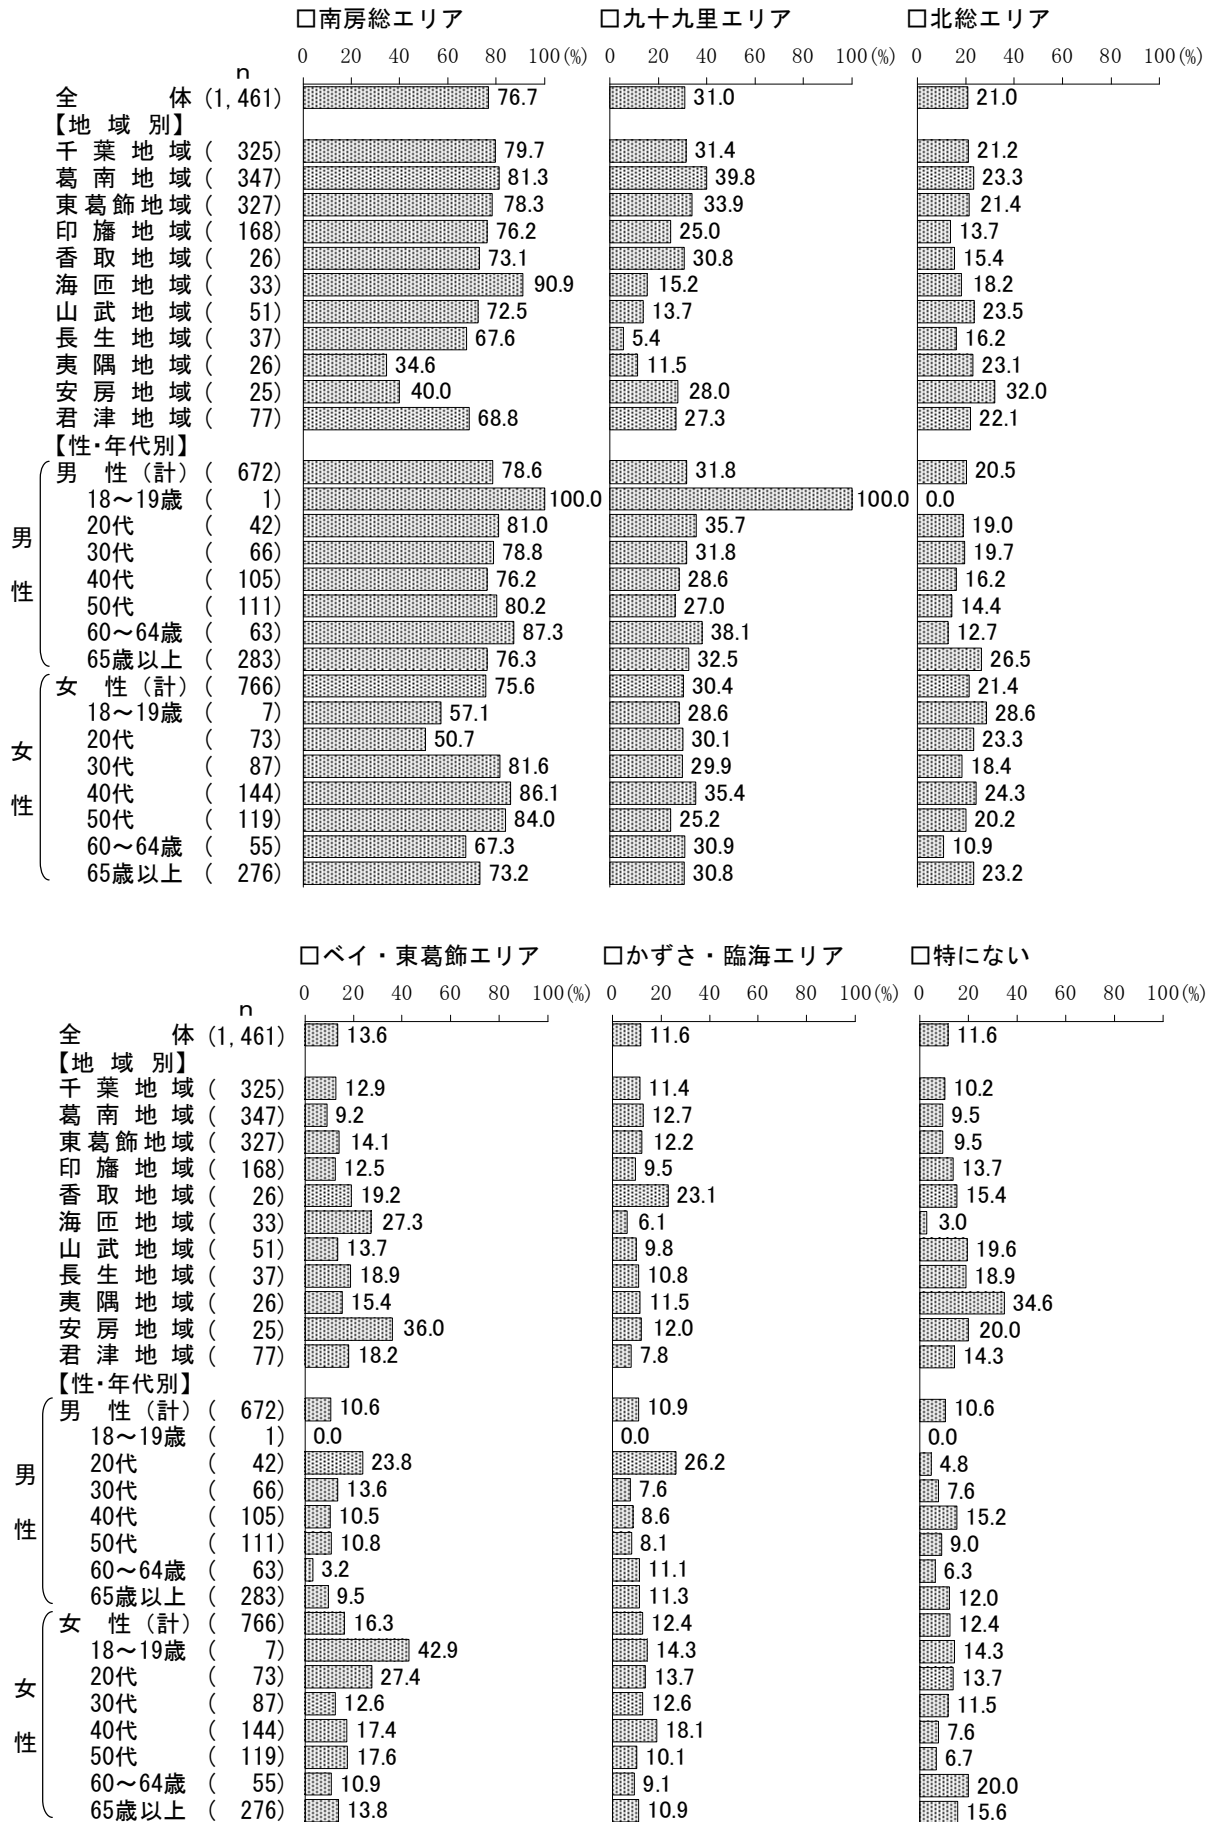 □南房総エリア □九十九里エリア □北総エリア
0 20 40 60 80 100(%) 0 20 40 60 80 100(%) 0 20 40 60 80 100(%)
n
全体(1,461) 76.7 31.0 21.0
【地域別】
千葉地域( 325) 79.7 31.4 21.2
葛南地域( 347) 81.3 39.8 23.3
東葛飾地域( 327) 78.3 33.9 21.4
印旛地域( 168) 76.2 25.0 13.7
香取地域( 26) 73.1 30.8 15.4
海匝地域( 33) 90.9 15.2 18.2
山武地域( 51) 72.5 13.7 23.5
長生地域( 37) 67.6 5.4 16.2
夷隅地域( 26) 34.6 11.5 23.1
安房地域( 25) 40.0 28.0 32.0
君津地域( 77) 68.8 27.3 22.1
【性・年代別】
男性(計)( 672) 78.6 31.8 20.5
18～19歳( 1) 100.0 100.0 0.0
20代( 42) 81.0 35.7 19.0
男
30代( 66) 78.8 31.8 19.7
40代( 105) 76.2 28.6 16.2
性
50代( 111) 80.2 27.0 14.4
60～64歳( 63) 87.3 38.1 12.7
65歳以上( 283) 76.3 32.5 26.5
女性(計)( 766) 75.6 30.4 21.4
18～19歳( 7) 57.1 28.6 28.6
20代( 73) 50.7 30.1 23.3
女
30代( 87) 81.6 29.9 18.4
40代( 144) 86.1 35.4 24.3
性
50代( 119) 84.0 25.2 20.2
60～64歳( 55) 67.3 30.9 10.9
65歳以上( 276) 73.2 30.8 23.2
□ベイ・東葛飾エリア □かずさ・臨海エリア □特にない
0 20 40 60 80 100(%) 0 20 40 60 80 100(%) 0 20 40 60 80 100(%)
n
全体(1,461) 13.6 11.6 11.6
【地域別】
千葉地域( 325) 12.9 11.4 10.2
葛南地域( 347) 9.2 12.7 9.5
東葛飾地域( 327) 14.1 12.2 9.5
印旛地域( 168) 12.5 9.5 13.7
香取地域( 26) 19.2 23.1 15.4
海匝地域( 33) 27.3 6.1 3.0
山武地域( 51) 13.7 9.8 19.6
長生地域( 37) 18.9 10.8 18.9
夷隅地域( 26) 15.4 11.5 34.6
安房地域( 25) 36.0 12.0 20.0
君津地域( 77) 18.2 7.8 14.3
【性・年代別】
男性(計)( 672) 10.6 10.9 10.6
18～19歳( 1) 0.0 0.0 0.0
20代( 42) 23.8 26.2 4.8
男
30代( 66) 13.6 7.6 7.6
40代( 105) 10.5 8.6 15.2
性
50代( 111) 10.8 8.1 9.0
60～64歳( 63) 3.2 11.1 6.3
65歳以上( 283) 9.5 11.3 12.0
女性(計)( 766) 16.3 12.4 12.4
18～19歳( 7) 42.9 14.3 14.3
20代( 73) 27.4 13.7 13.7
女
30代( 87) 12.6 12.6 11.5
40代( 144) 17.4 18.1 7.6
性
50代( 119) 17.6 10.1 6.7
60～64歳( 55) 10.9 9.1 20.0
65歳以上( 276) 13.8 10.9 15.6